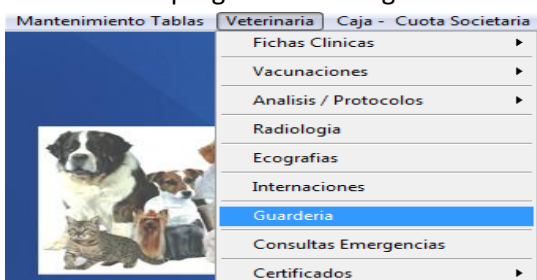 Mantenimiento Tablas Veterinaria Caja - Cuota Societaria
Fichas Clinicas
Vacunaciones
Analisis / Protocolos
Radiologia
Ecografias
Internaciones
Guarderia
Consultas Emergencias
Certificados